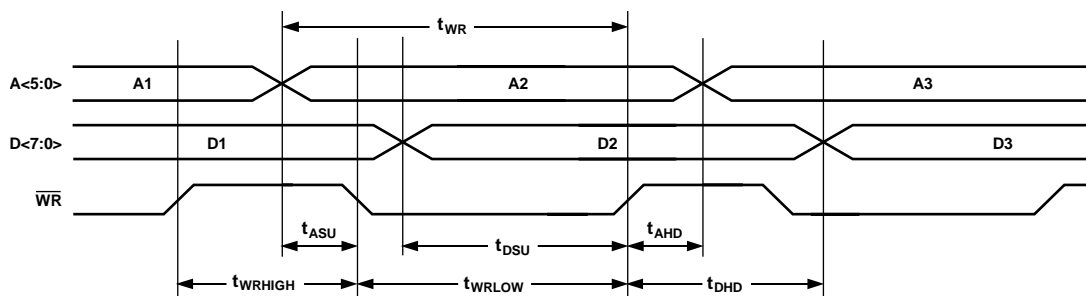 tWR
A<5:0> A1 A2 A3
D<7:0> D1 D2 D3
WR
tASU tDSU tAHD
tWRHIGH tWRLOW tDHD